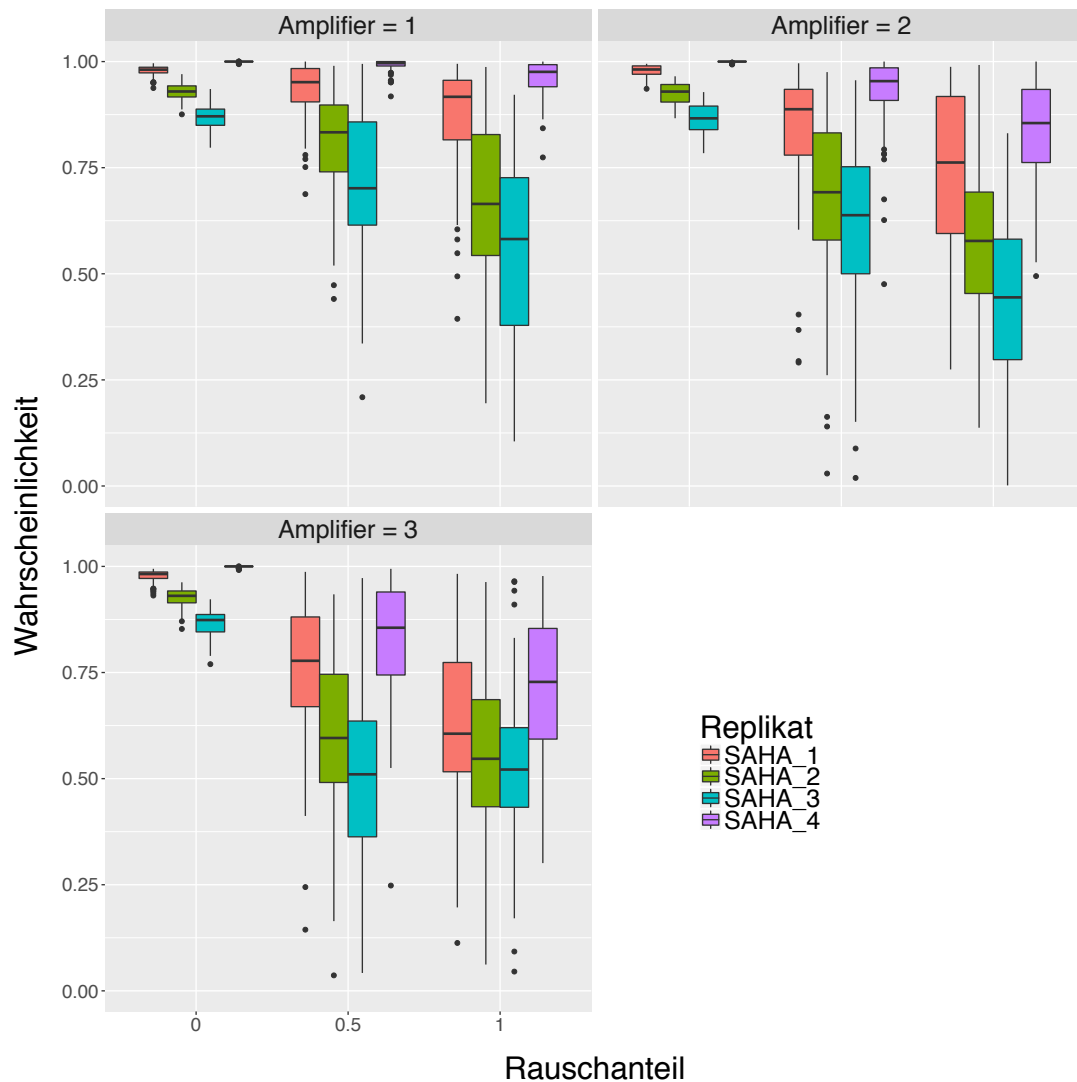 Amplifier = 1
Amplifier = 2
1.00
0.75
0.50
0.25
0.00
Wahrscheinlichkeit
Amplifier = 3
1.00
0.75
0.50
0.25
0.00
0
0.5
1
Rauschanteil
Replikat
SAHA_1
SAHA_2
SAHA_3
SAHA_4